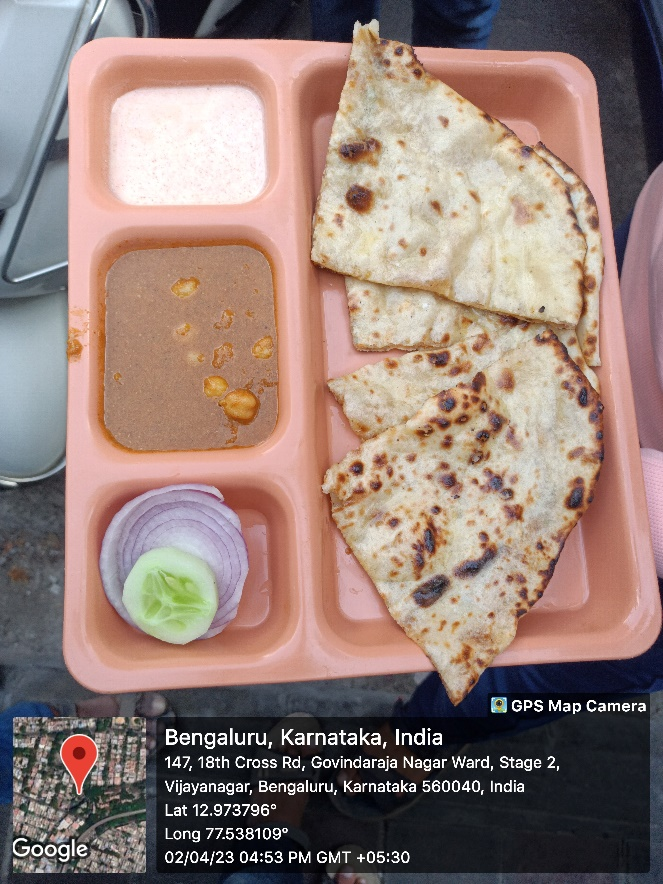 GPS Map Camera
Bengaluru, Karnataka, India
147, 18th Cross Rd, Govindaraja Nagar Ward, Stage 2,
Vijayanagar, Bengaluru, Karnataka 560040, India
Lat 12.973796°
Long 77.538109°
02/04/23 04:53 PM GMT +05:30
Google